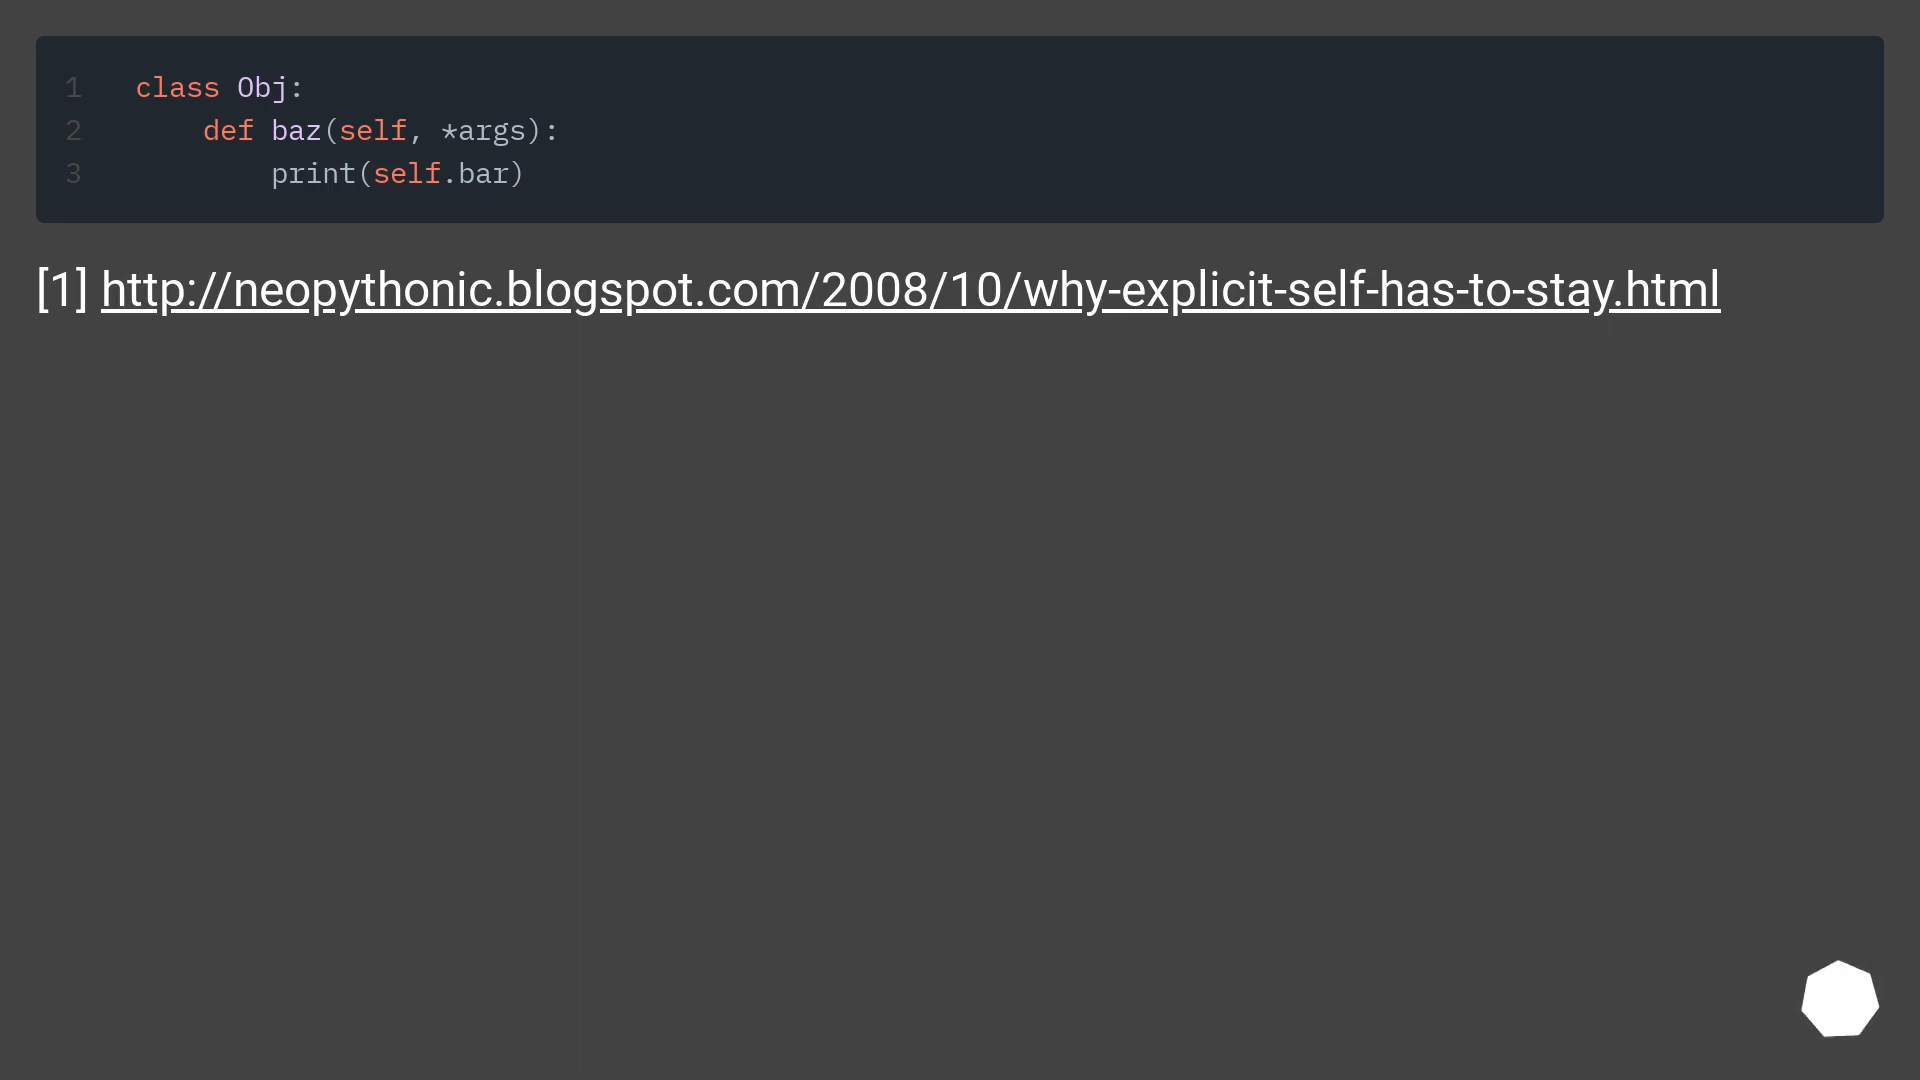 1 class Obj:
2 def baz(self, *args):
3 print(self.bar)
[1] http://neopythonic.blogspot.com/2008/10/why-explicit-self-has-to-stay.html